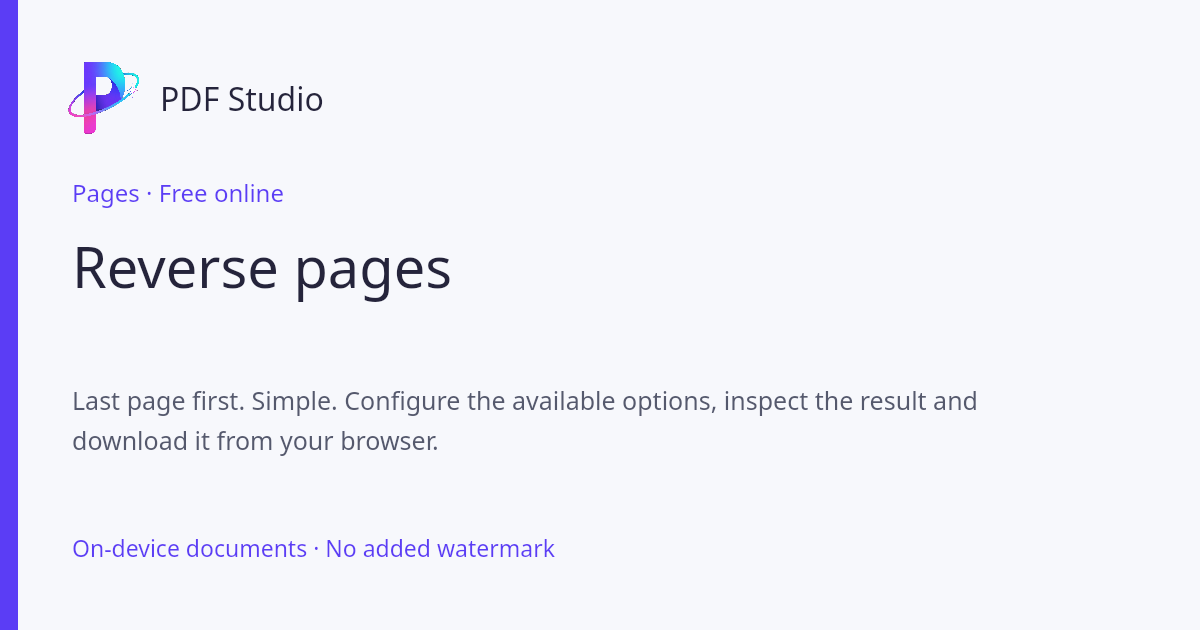 PDF Studio
Pages · Free online
Reverse pages
Last page first. Simple. Configure the available options, inspect the result and
download it from your browser.
On-device documents · No added watermark